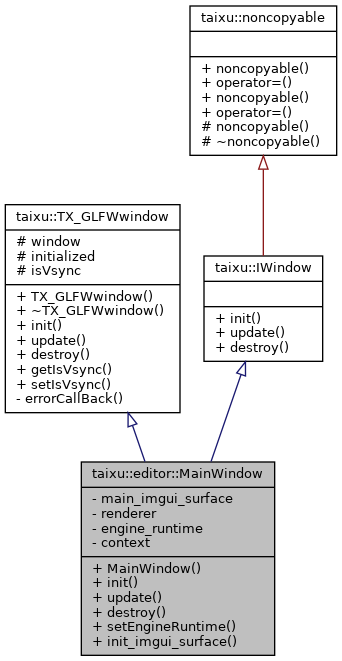 taixu::noncopyable
+ noncopyable()
+ operator=()
+ noncopyable()
+ operator=()
# noncopyable()
# ~noncopyable()
taixu::TX_GLFWwindow
# window
# initialized
# isVsync
+ TX_GLFWwindow()
+ ~TX_GLFWwindow()
+ init()
+ update()
+ destroy()
+ getIsVsync()
+ setIsVsync()
- errorCallBack()
taixu::IWindow
+ init()
+ update()
+ destroy()
taixu::editor::MainWindow
- main_imgui_surface
- renderer
- engine_runtime
- context
+ MainWindow()
+ init()
+ update()
+ destroy()
+ setEngineRuntime()
+ init_imgui_surface()